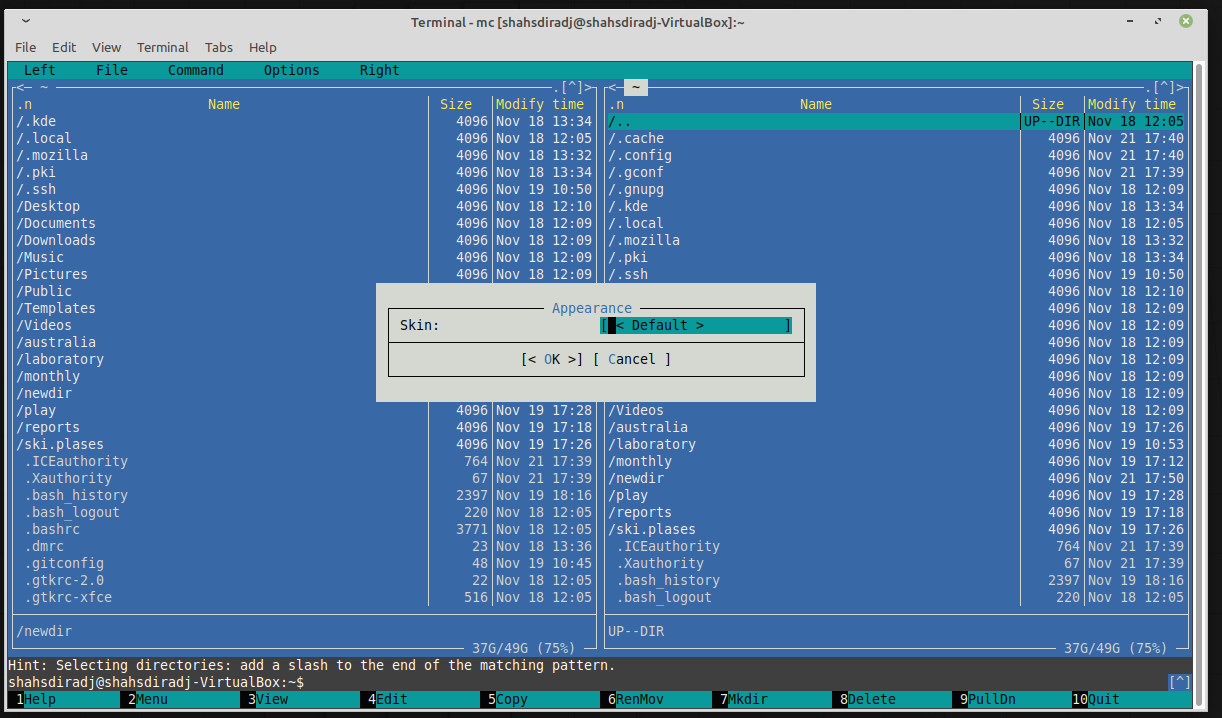 Terminal - mc [shahsdiradj@shahsdiradj-VirtualBox]:~
File Edit View Terminal Tabs Help
Left File Command Options Right
<─ ~ .[^]>
.n Name Size Modify time
/.kde 4096 Nov 18 13:34
/.local 4096 Nov 18 12:05
/.mozilla 4096 Nov 18 13:32
/.pki 4096 Nov 18 13:34
/.ssh 4096 Nov 19 10:50
/Desktop 4096 Nov 18 12:10
/Documents 4096 Nov 18 12:09
/Downloads 4096 Nov 18 12:09
/Music 4096 Nov 18 12:09
/Pictures 4096 Nov 18 12:09
/Public
/Templates
/Videos
/australia
/laboratory
/monthly
/newdir
/play 4096 Nov 19 17:28
/reports 4096 Nov 19 17:18
/ski.plases 4096 Nov 19 17:26
.ICEauthority 764 Nov 21 17:39
.Xauthority 67 Nov 21 17:39
.bash_history 2397 Nov 19 18:16
.bash_logout 220 Nov 18 12:05
.bashrc 3771 Nov 18 12:05
.dmrc 23 Nov 18 13:36
.gitconfig 48 Nov 19 10:45
.gtkrc-2.0 22 Nov 18 12:05
.gtkrc-xfce 516 Nov 18 12:05
/newdir
37G/49G (75%)
<─ ~ .[^]>
.n Name Size Modify time
/.. UP--DIR Nov 18 12:05
/.cache 4096 Nov 21 17:40
/.config 4096 Nov 21 17:40
/.gconf 4096 Nov 21 17:39
/.gnupg 4096 Nov 18 12:09
/.kde 4096 Nov 18 13:34
/.local 4096 Nov 18 12:05
/.mozilla 4096 Nov 18 13:32
/.pki 4096 Nov 18 13:34
/.ssh 4096 Nov 19 10:50
4096 Nov 18 12:10
4096 Nov 18 12:09
4096 Nov 18 12:09
4096 Nov 18 12:09
4096 Nov 18 12:09
4096 Nov 18 12:09
4096 Nov 18 12:09
/Videos 4096 Nov 18 12:09
/australia 4096 Nov 19 17:26
/laboratory 4096 Nov 19 10:53
/monthly 4096 Nov 19 17:12
/newdir 4096 Nov 21 17:50
/play 4096 Nov 19 17:28
/reports 4096 Nov 19 17:18
/ski.plases 4096 Nov 19 17:26
.ICEauthority 764 Nov 21 17:39
.Xauthority 67 Nov 21 17:39
.bash_history 2397 Nov 19 18:16
.bash_logout 220 Nov 18 12:05
UP--DIR
37G/49G (75%)
Appearance
Skin: [ < Default > ]
[< OK >] [ Cancel ]
Hint: Selecting directories: add a slash to the end of the matching pattern.
shahsdiradj@shahsdiradj-VirtualBox:~$ [^]
1Help 2Menu 3View 4Edit 5Copy 6RenMov 7Mkdir 8Delete 9PullDn 10Quit